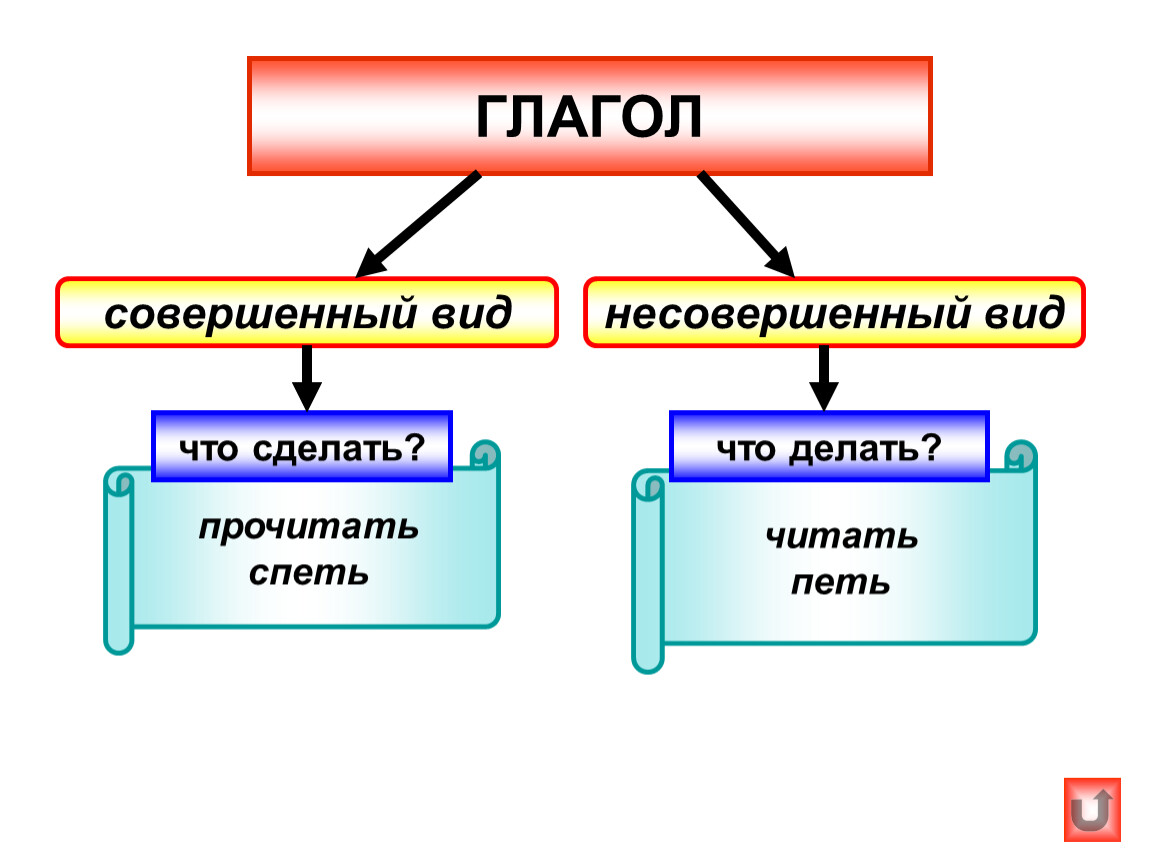 ГЛАГОЛ
совершенный вид
несовершенный вид
что сделать?
что делать?
прочитать
спеть
читать
петь